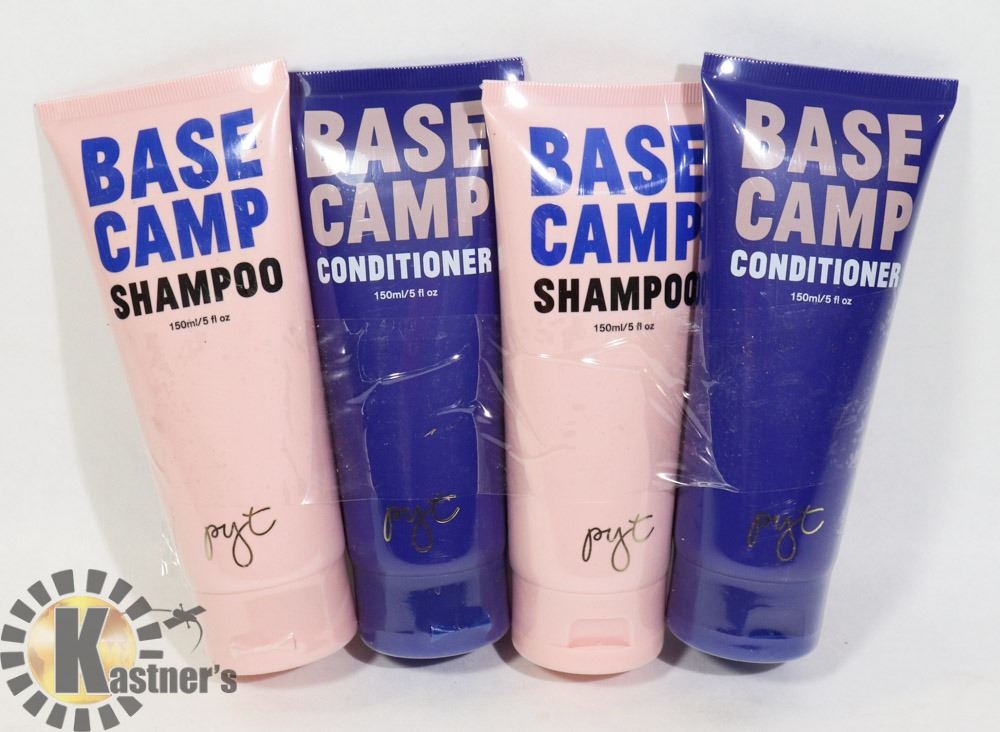 BASE
CAMP
SHAMPOO
150ml/5 fl oz
pyt
BASE
CAMP
CONDITIONER
150ml/5 fl oz
pyt
BASE
CAMP
SHAMPOO
150ml/5 fl oz
pyt
BASE
CAMP
CONDITIONER
150ml/5 fl oz
pyt
Kastner's